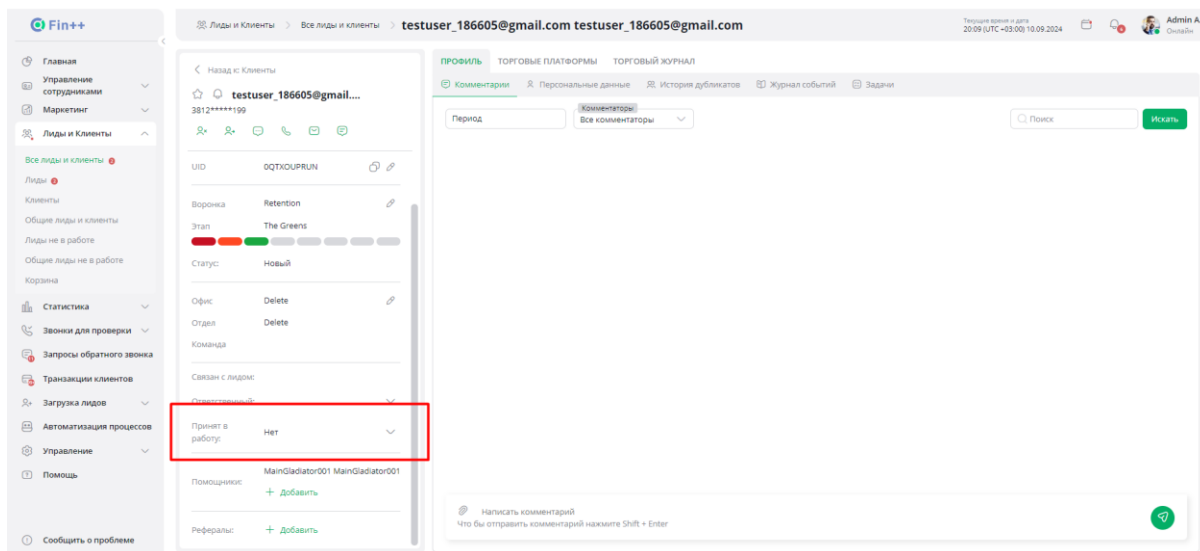 Fin++
Лиды и Клиенты > Все лиды и клиенты > testuser_186605@gmail.com testuser_186605@gmail.com
Текущие время и дата
20:09 (UTC +03:00) 10.09.2024
4
Admin A
Онлайн
Главная
Управление
сотрудниками
Маркетинг
Лиды и Клиенты
Все лиды и клиенты
Лиды
Клиенты
Общие лиды и клиенты
Лиды не в работе
Общие лиды не в работе
Корзина
Статистика
Звонки для проверки
Запросы обратного звонка
Транзакции клиентов
Загрузка лидов
Автоматизация процессов
Управление
Помощь
Сообщить о проблеме
Назад к: Клиенты
testuser_186605@gmail....
3812*****199
UID 0QTXOUPRUN
Воронка Retention
Этап The Greens
Статус: Новый
Офис Delete
Отдел Delete
Команда
Связан с лидом:
Ответственный:
Принят в
работу: Нет
MainGladiator001 MainGladiator001
Помощники:
+ Добавить
Рефералы: + Добавить
ПРОФИЛЬ ТОРГОВЫЕ ПЛАТФОРМЫ ТОРГОВЫЙ ЖУРНАЛ
Комментарии Персональные данные История дубликатов Журнал событий Задачи
Период
Комментаторы
Все комментаторы
Поиск
Искать
Написать комментарий
Что бы отправить комментарий нажмите Shift + Enter